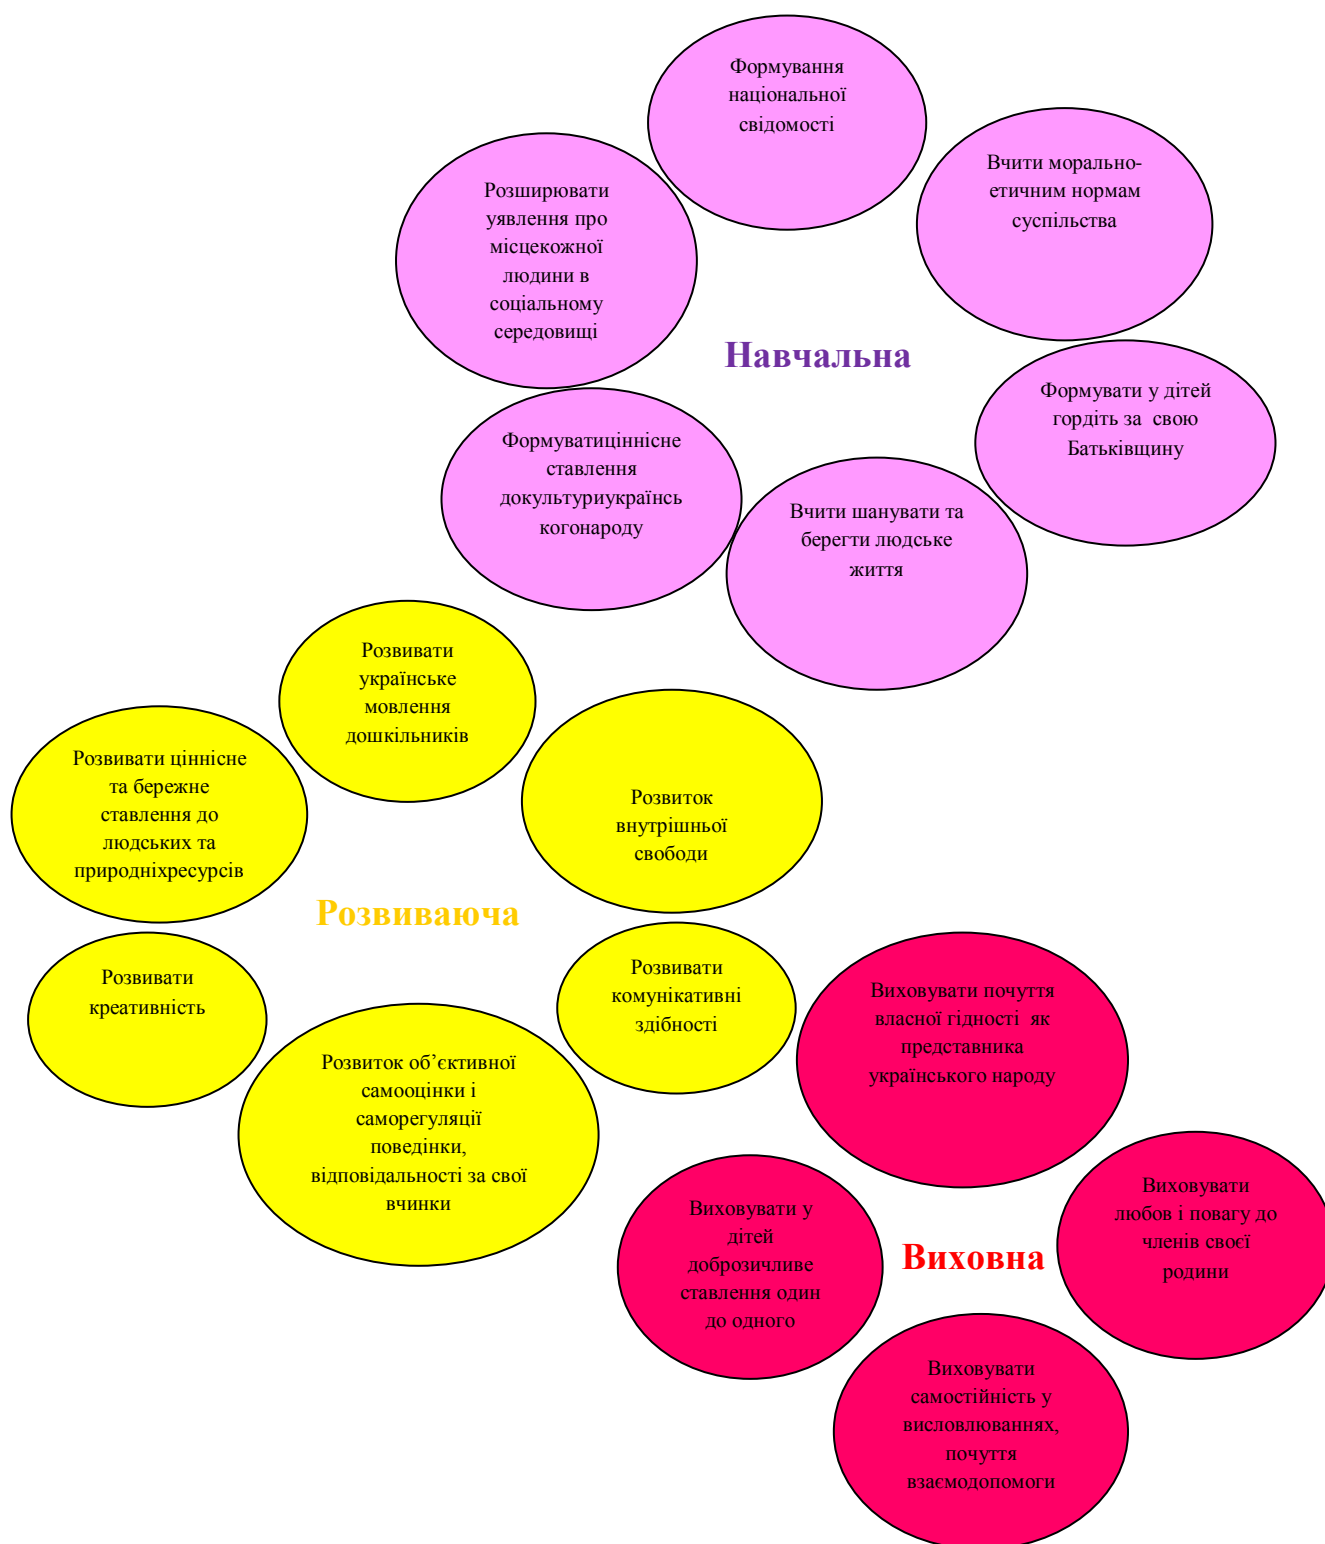 Формування
національної
свідомості
Вчити морально-
етичним нормам
суспільства
Розширювати
уявлення про
місцекожної
людини в
соціальному
середовищі
Навчальна
Формувати у дітей
гордіть за свою
Батьківщину
Формуватиціннісне
ставлення
докультуриукраїнсь
когонароду
Вчити шанувати та
берегти людське
життя
Розвивати
українське
мовлення
дошкільників
Розвивати ціннісне
та бережне
ставлення до
людських та
природніхресурсів
Розвиток
внутрішньої
свободи
Розвиваюча
Розвивати
креативність
Розвивати
комунікативні
здібності
Розвиток об’єктивної
самооцінки і
саморегуляції
поведінки,
відповідальності за свої
вчинки
Виховувати почуття
власної гідності як
представника
українського народу
Виховувати у
дітей
доброзичливе
ставлення один
до одного
Виховна
Виховувати
любов і повагу до
членів своєї
родини
Виховувати
самостійність у
висловлюваннях,
почуття
взаємодопомоги